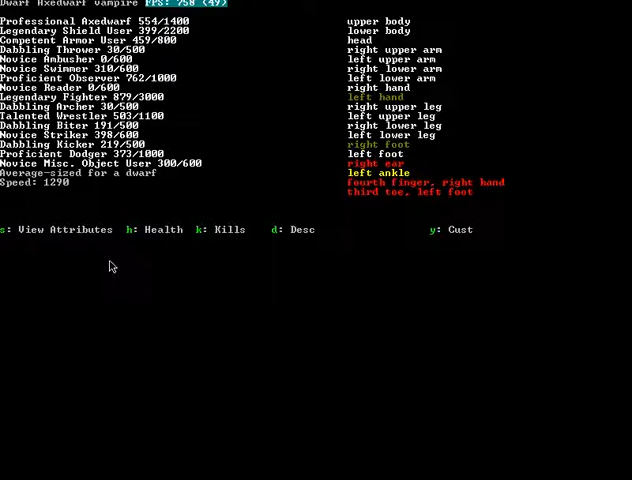 Dwarf Axedwarf vampire FPS: 758 (49)
Professional Axedwarf 554/1400 upper body
Legendary Shield User 399/2200 lower body
Competent Armor User 459/800 head
Dabbling Thrower 30/500 right upper arm
Novice Ambusher 0/600 left upper arm
Novice Swimmer 310/600 right lower arm
Proficient Observer 762/1000 left lower arm
Novice Reader 0/600 right hand
Legendary Fighter 879/3000 left hand
Dabbling Archer 30/500 right upper leg
Talented Wrestler 503/1100 left upper leg
Dabbling Biter 191/500 right lower leg
Novice Striker 398/600 left lower leg
Dabbling Kicker 219/500 right foot
Proficient Dodger 373/1000 left foot
Novice Misc. Object User 300/600 right ear
Average-sized for a dwarf left ankle
Speed: 1290 fourth finger, right hand
third toe, left foot
s: View Attributes h: Health k: Kills d: Desc y: Cust